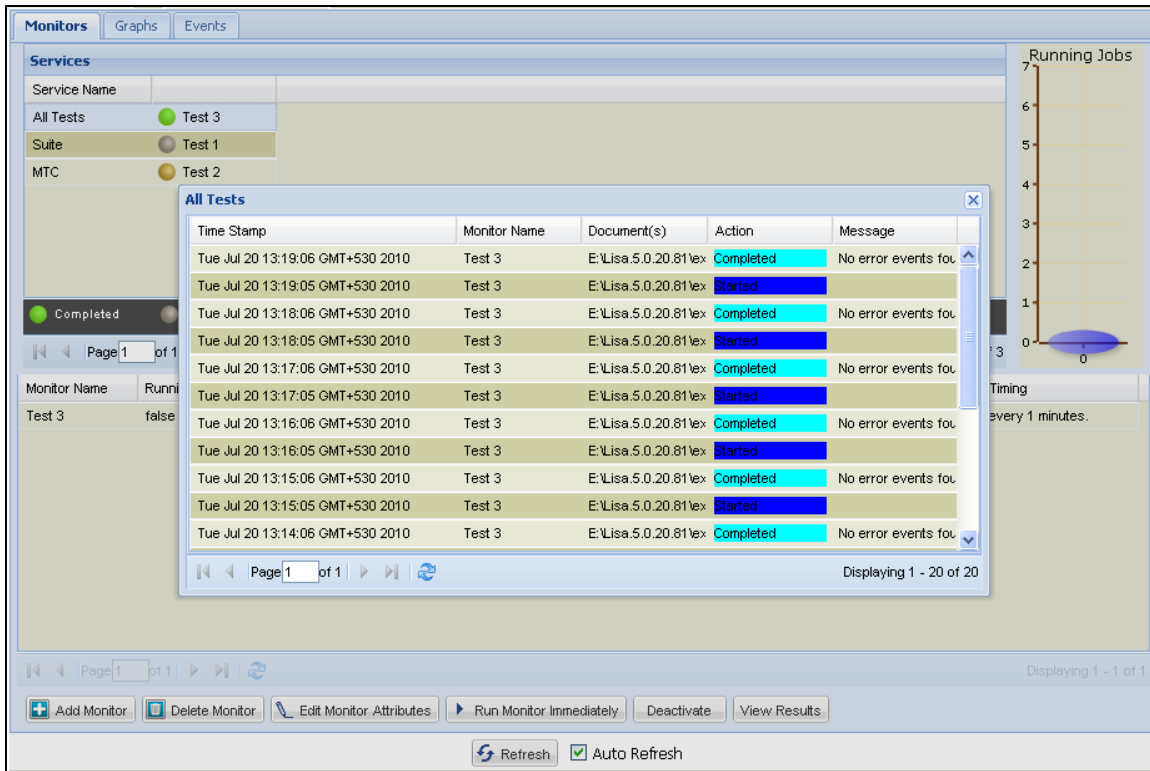 Monitors Graphs Events
Services
Running Jobs
Service Name
All Tests Test 3
Suite Test 1
MTC Test 2
7
6
5
4
3
2
1
0
0
All Tests
Time Stamp Monitor Name Document(s) Action Message
Tue Jul 20 13:19:06 GMT+530 2010 Test 3 E:\Lisa.5.0.20.81\ex Completed No error events fou
Tue Jul 20 13:19:05 GMT+530 2010 Test 3 E:\Lisa.5.0.20.81\ex Started
Tue Jul 20 13:18:06 GMT+530 2010 Test 3 E:\Lisa.5.0.20.81\ex Completed No error events fou
Tue Jul 20 13:18:05 GMT+530 2010 Test 3 E:\Lisa.5.0.20.81\ex Started
Tue Jul 20 13:17:06 GMT+530 2010 Test 3 E:\Lisa.5.0.20.81\ex Completed No error events fou
Tue Jul 20 13:17:05 GMT+530 2010 Test 3 E:\Lisa.5.0.20.81\ex Started
Tue Jul 20 13:16:06 GMT+530 2010 Test 3 E:\Lisa.5.0.20.81\ex Completed No error events fou
Tue Jul 20 13:16:05 GMT+530 2010 Test 3 E:\Lisa.5.0.20.81\ex Started
Tue Jul 20 13:15:06 GMT+530 2010 Test 3 E:\Lisa.5.0.20.81\ex Completed No error events fou
Tue Jul 20 13:15:05 GMT+530 2010 Test 3 E:\Lisa.5.0.20.81\ex Started
Tue Jul 20 13:14:06 GMT+530 2010 Test 3 E:\Lisa.5.0.20.81\ex Completed No error events fou
Page 1 of 1 Displaying 1 - 20 of 20
Completed
Page 1 of 1 3
Monitor Name Runni Timing
Test 3 false every 1 minutes.
Page 1 of 1 Displaying 1 - 1 of 1
Add Monitor Delete Monitor Edit Monitor Attributes Run Monitor Immediately Deactivate View Results
Refresh Auto Refresh